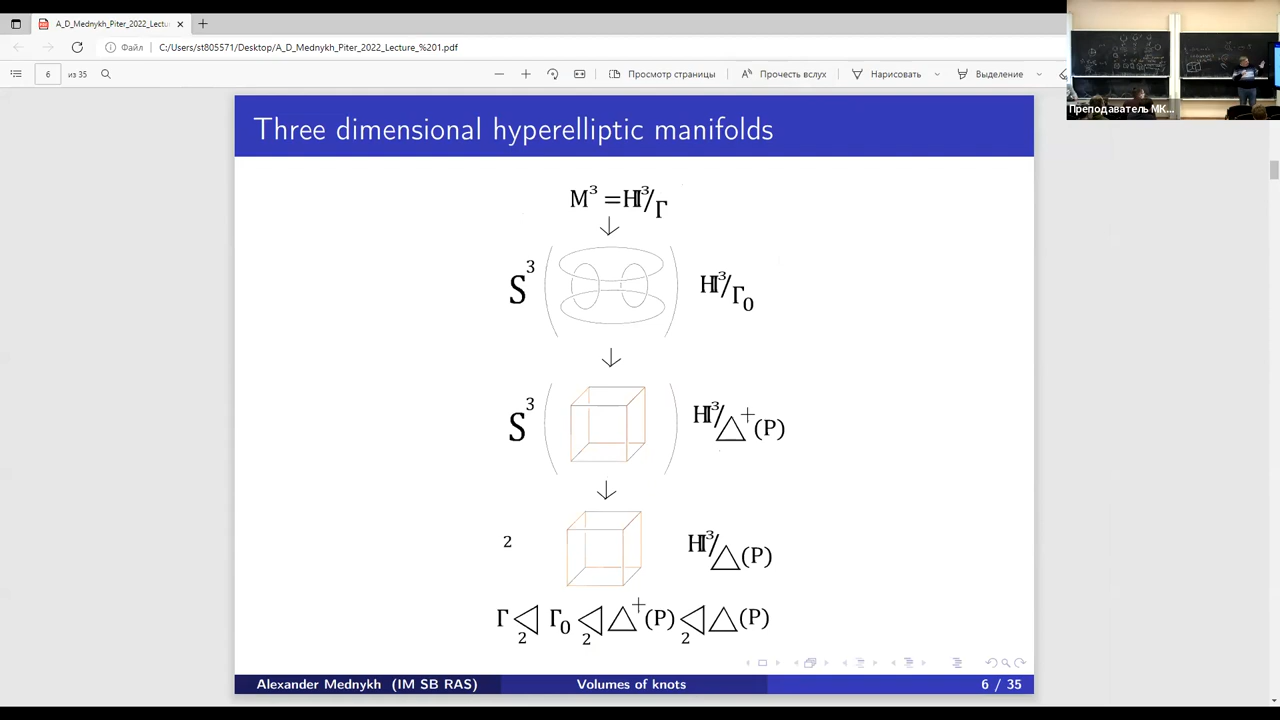 A_D_Mednykh_Piter_2022_Lectu
Файл C:/Users/st805571/Desktop/A_D_Mednykh_Piter_2022_Lecture_%201.pdf
6 из 35 Просмотр страницы Прочесть вслух Нарисовать Выделение
Преподаватель МК...
Three dimensional hyperelliptic manifolds
M³ = ℍ³/Γ
S³ ℍ³/Γ₀
S³ ℍ³/△⁺(P)
2 ℍ³/△(P)
Γ ◁₂ Γ₀ ◁₂ △⁺(P) ◁₂ △(P)
Alexander Mednykh (IM SB RAS) Volumes of knots 6 / 35